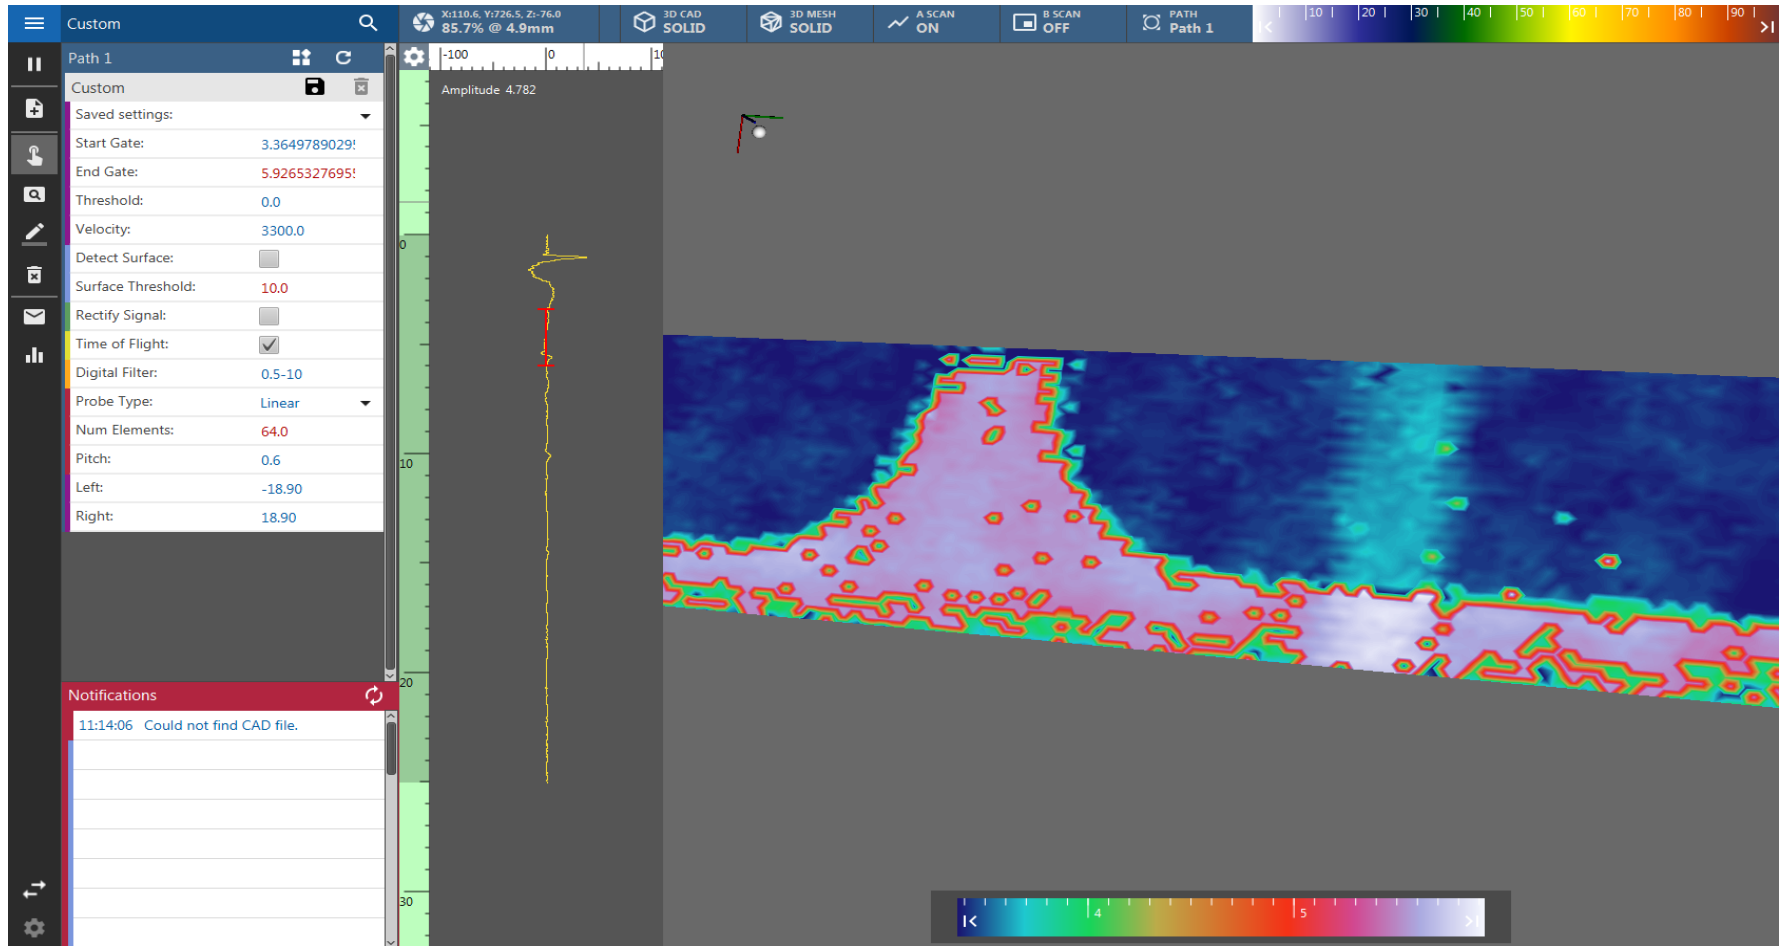 Custom
X:110.6, Y:726.5, Z:-76.0
85.7% @ 4.9mm
3D CAD
SOLID
3D MESH
SOLID
A SCAN
ON
B SCAN
OFF
PATH
Path 1
10 20 30 40 50 60 70 80 90
Path 1
Custom
Saved settings:
Start Gate: 3.3649789029
End Gate: 5.9265327695
Threshold: 0.0
Velocity: 3300.0
Detect Surface:
Surface Threshold: 10.0
Rectify Signal:
Time of Flight:
Digital Filter: 0.5-10
Probe Type: Linear
Num Elements: 64.0
Pitch: 0.6
Left: -18.90
Right: 18.90
Notifications
11:14:06 Could not find CAD file.
-100 0 10
Amplitude 4.782
0
10
20
30
4 5